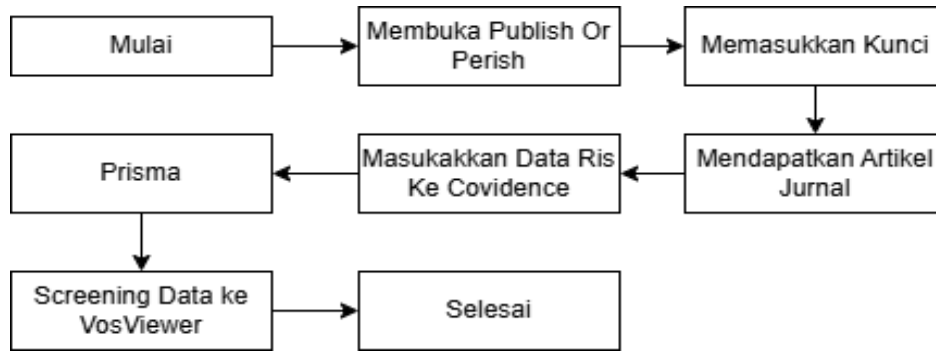 Mulai
Membuka Publish Or
Perish
Memasukkan Kunci
Mendapatkan Artikel
Jurnal
Masukakkan Data Ris
Ke Covidence
Prisma
Screening Data ke
VosViewer
Selesai